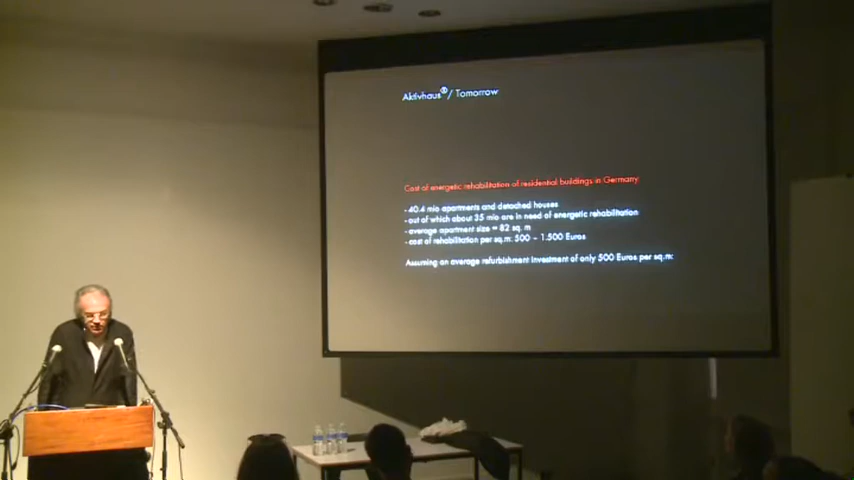 Aktivhaus® / Tomorrow
Cost of energetic rehabilitation of residential buildings in Germany:
- 40.4 mio apartments and detached houses
- out of which about 35 mio are in need of energetic rehabilitation
- average apartment size = 82 sq. m
- cost of rehabilitation per sq.m: 500 – 1.500 Euros
Assuming an average refurbishment investment of only 500 Euros per sq.m: